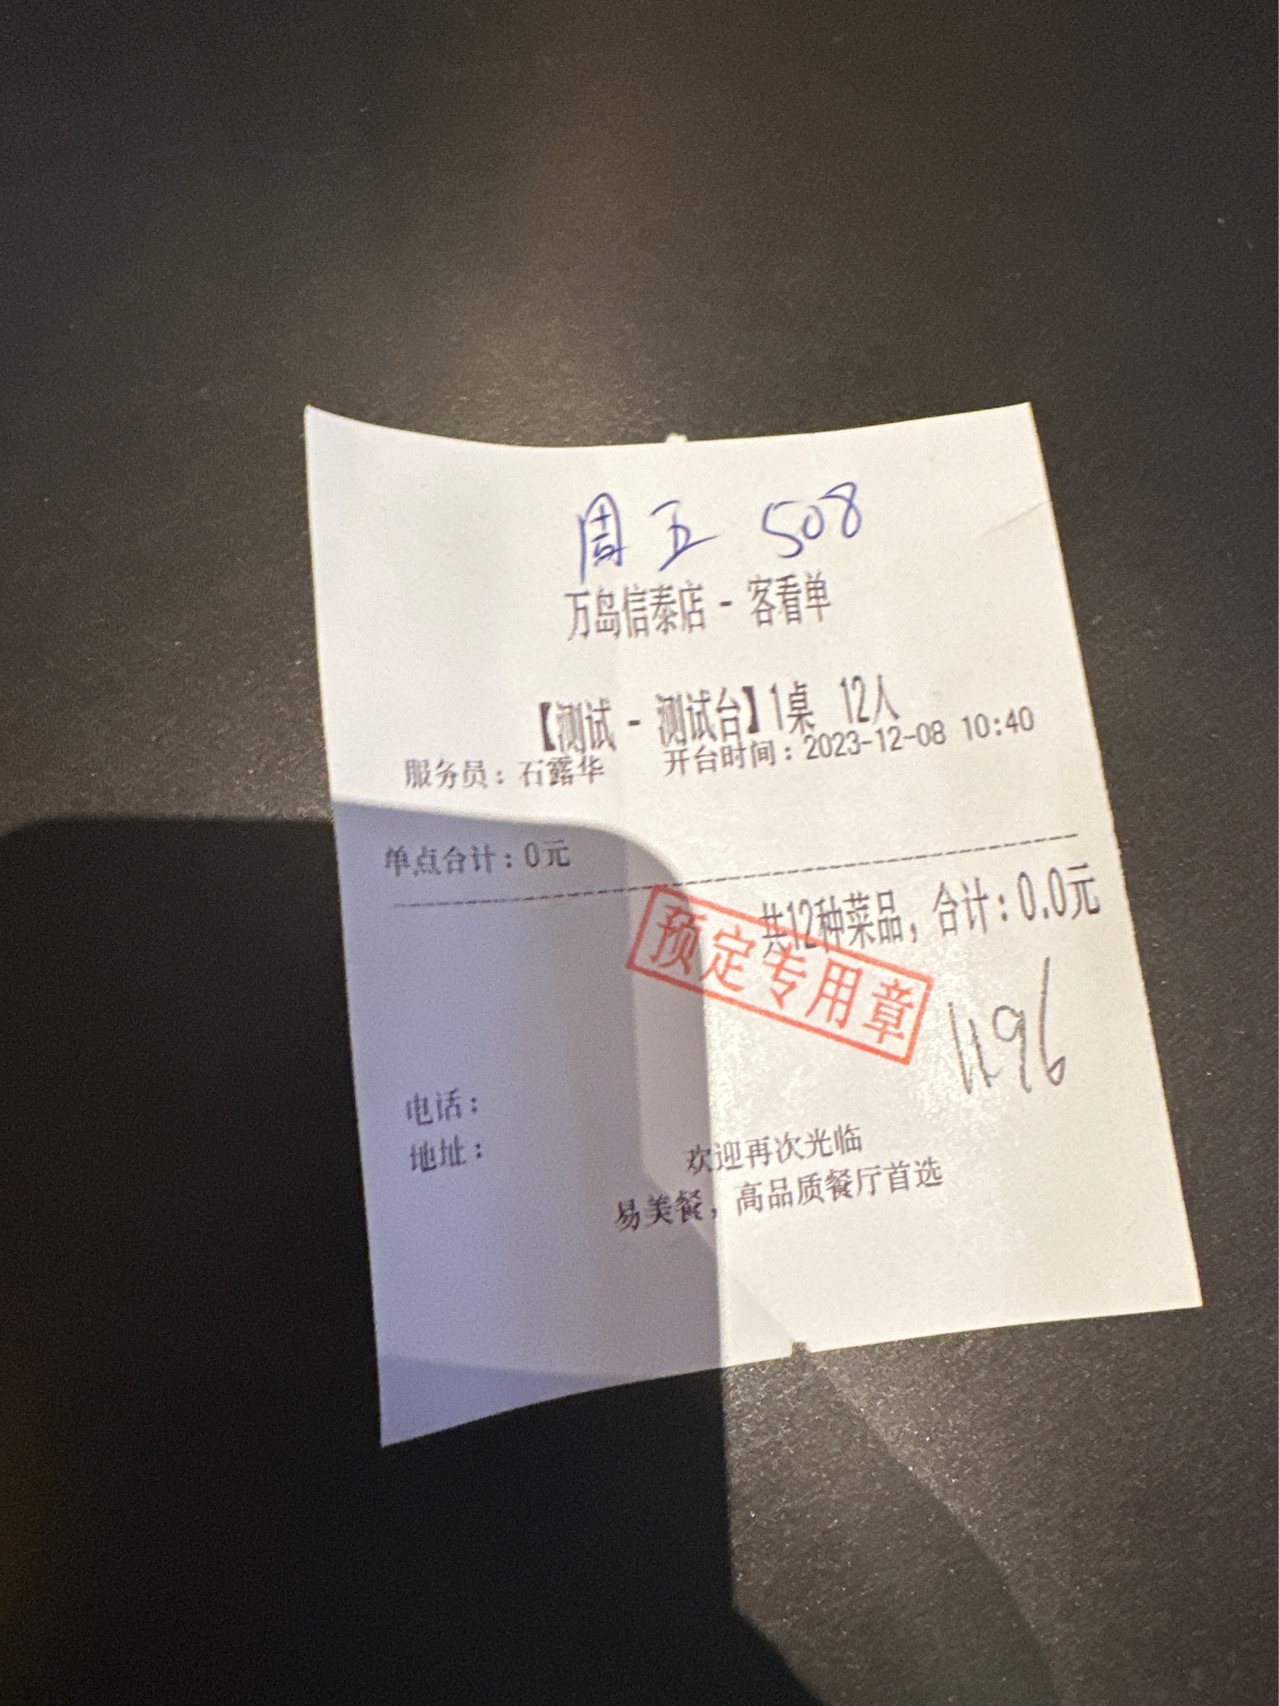 周五 508
万岛信泰店 - 客看单
【测试 - 测试台】1桌 12人
服务员：石露华 开台时间：2023-12-08 10:40
单点合计：0元
共12种菜品，合计：0.0元
预定专用章
1196
电话：
地址：
欢迎再次光临
易美餐，高品质餐厅首选